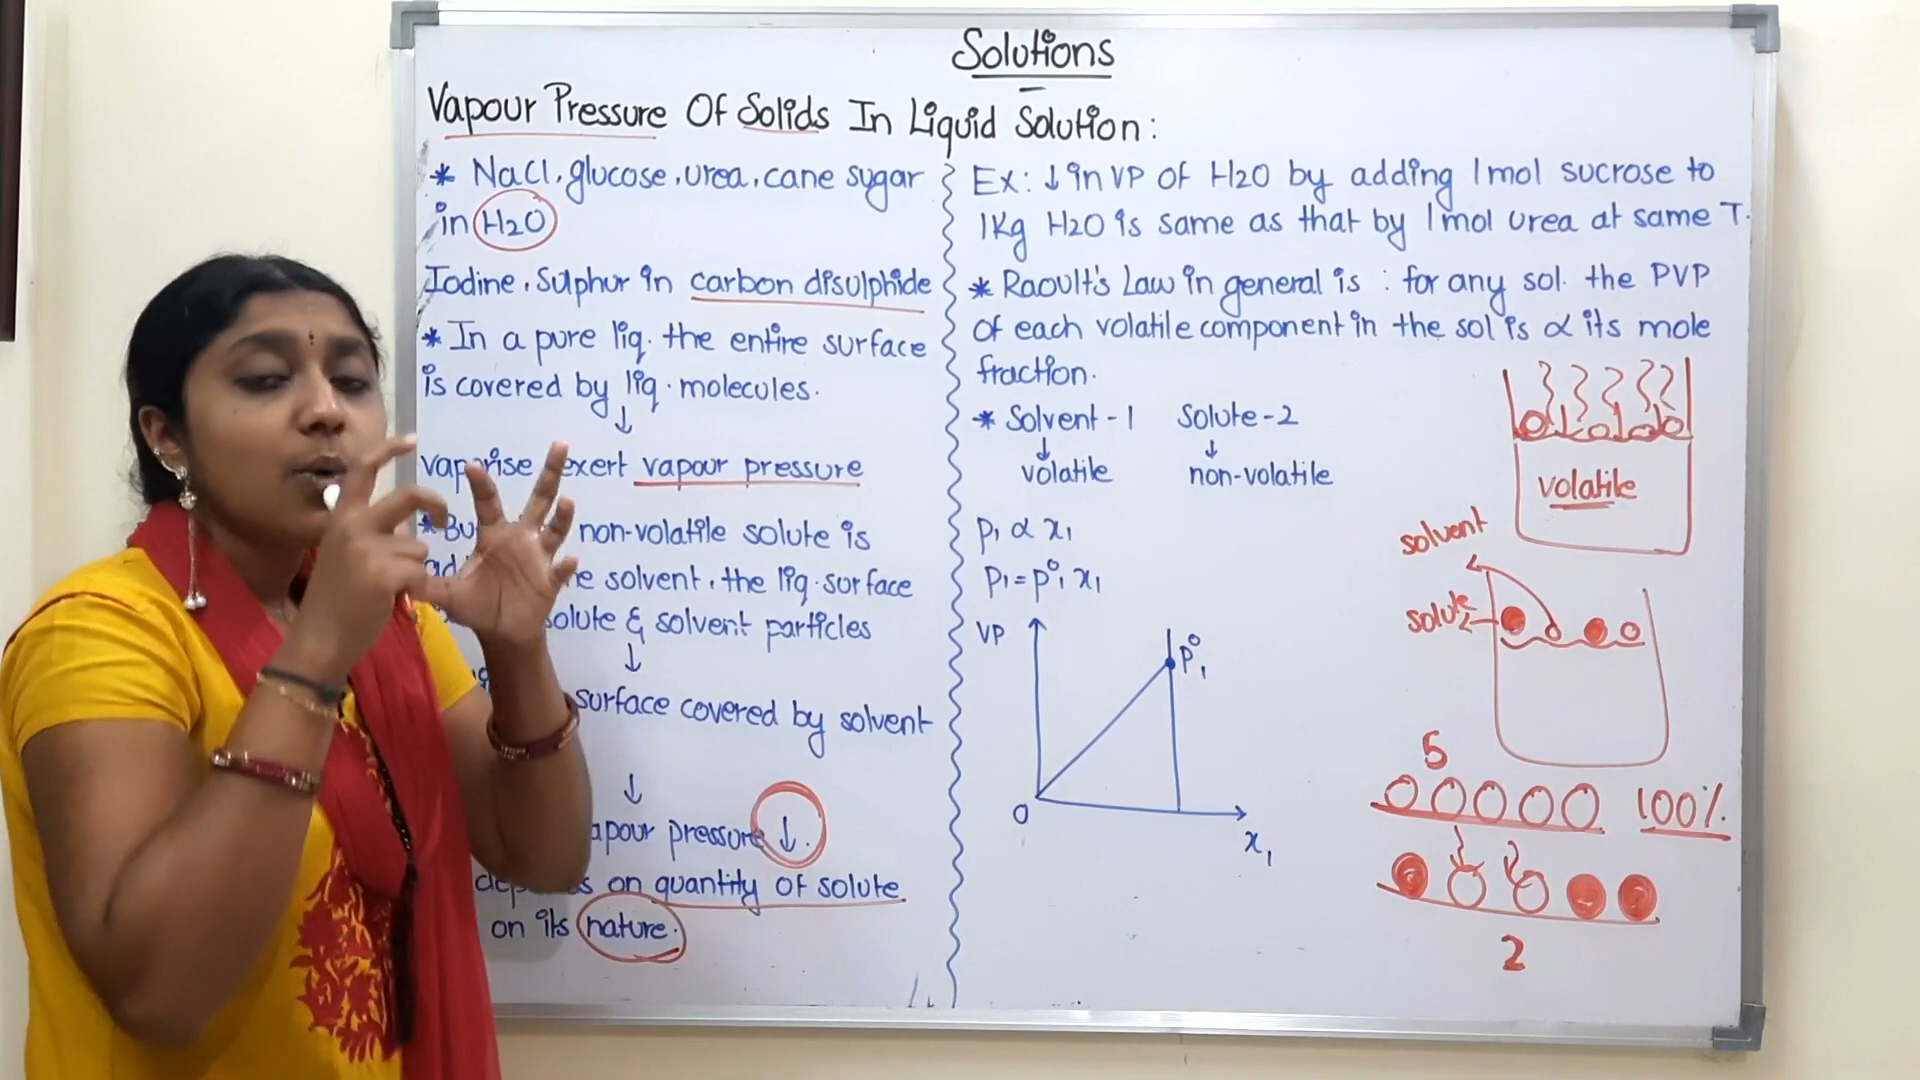 Solutions
Vapour Pressure Of Solids In Liquid Solution:
* NaCl, glucose, urea, cane sugar
in H2O
Iodine, Sulphur in carbon disulphide
* In a pure liq. the entire surface
is covered by liq. molecules.
↓
vaporise exert vapour pressure
* non-volatile solute is
solvent, the liq. surface
solute & solvent particles
↓
surface covered by solvent
↓
vapour pressure ↓.
on quantity of solute
on its nature.
Ex: ↓ in VP of H2O by adding 1 mol sucrose to
1Kg H2O is same as that by 1 mol urea at same T.
* Raoult's Law in general is : for any sol. the PVP
of each volatile component in the sol is α its mole
fraction.
* Solvent - 1 Solute - 2
↓ ↓
volatile non-volatile
p1 α x1
p1 = p°1 x1
VP
p°1
O
x1
volatile
solvent
solute
5
100%
2